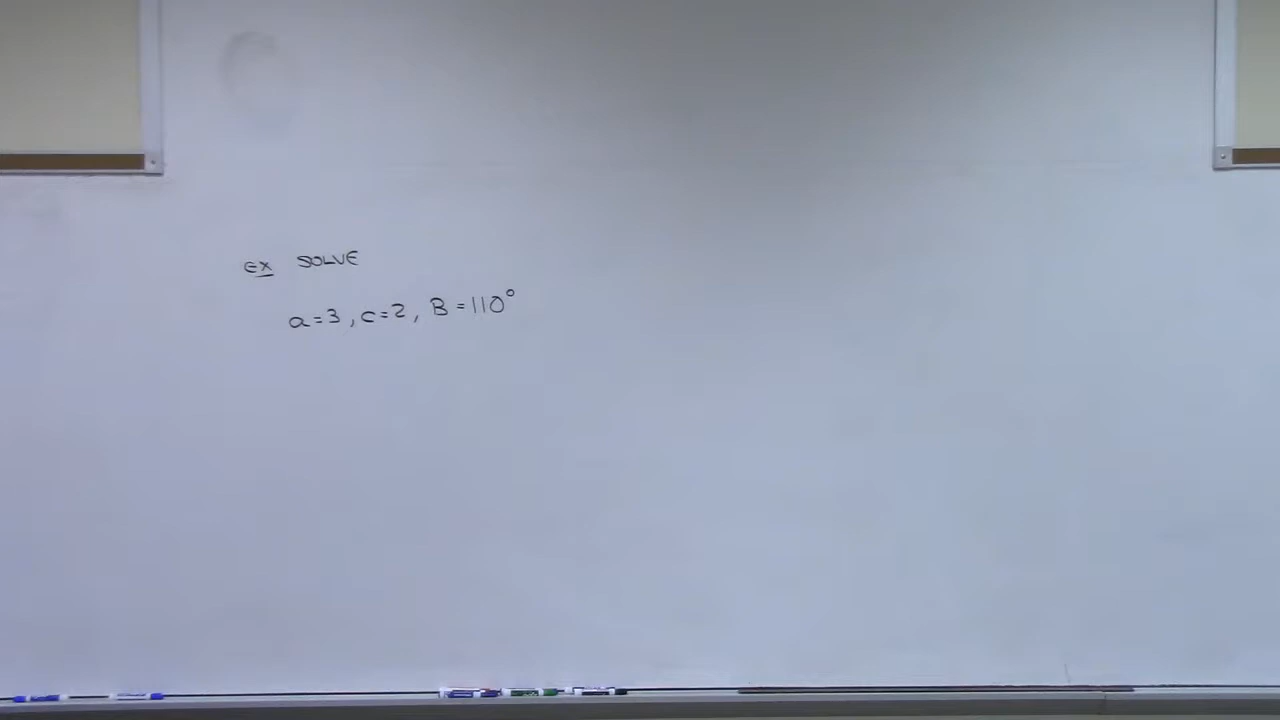 ex SOLVE
a=3, c=2, B=110°